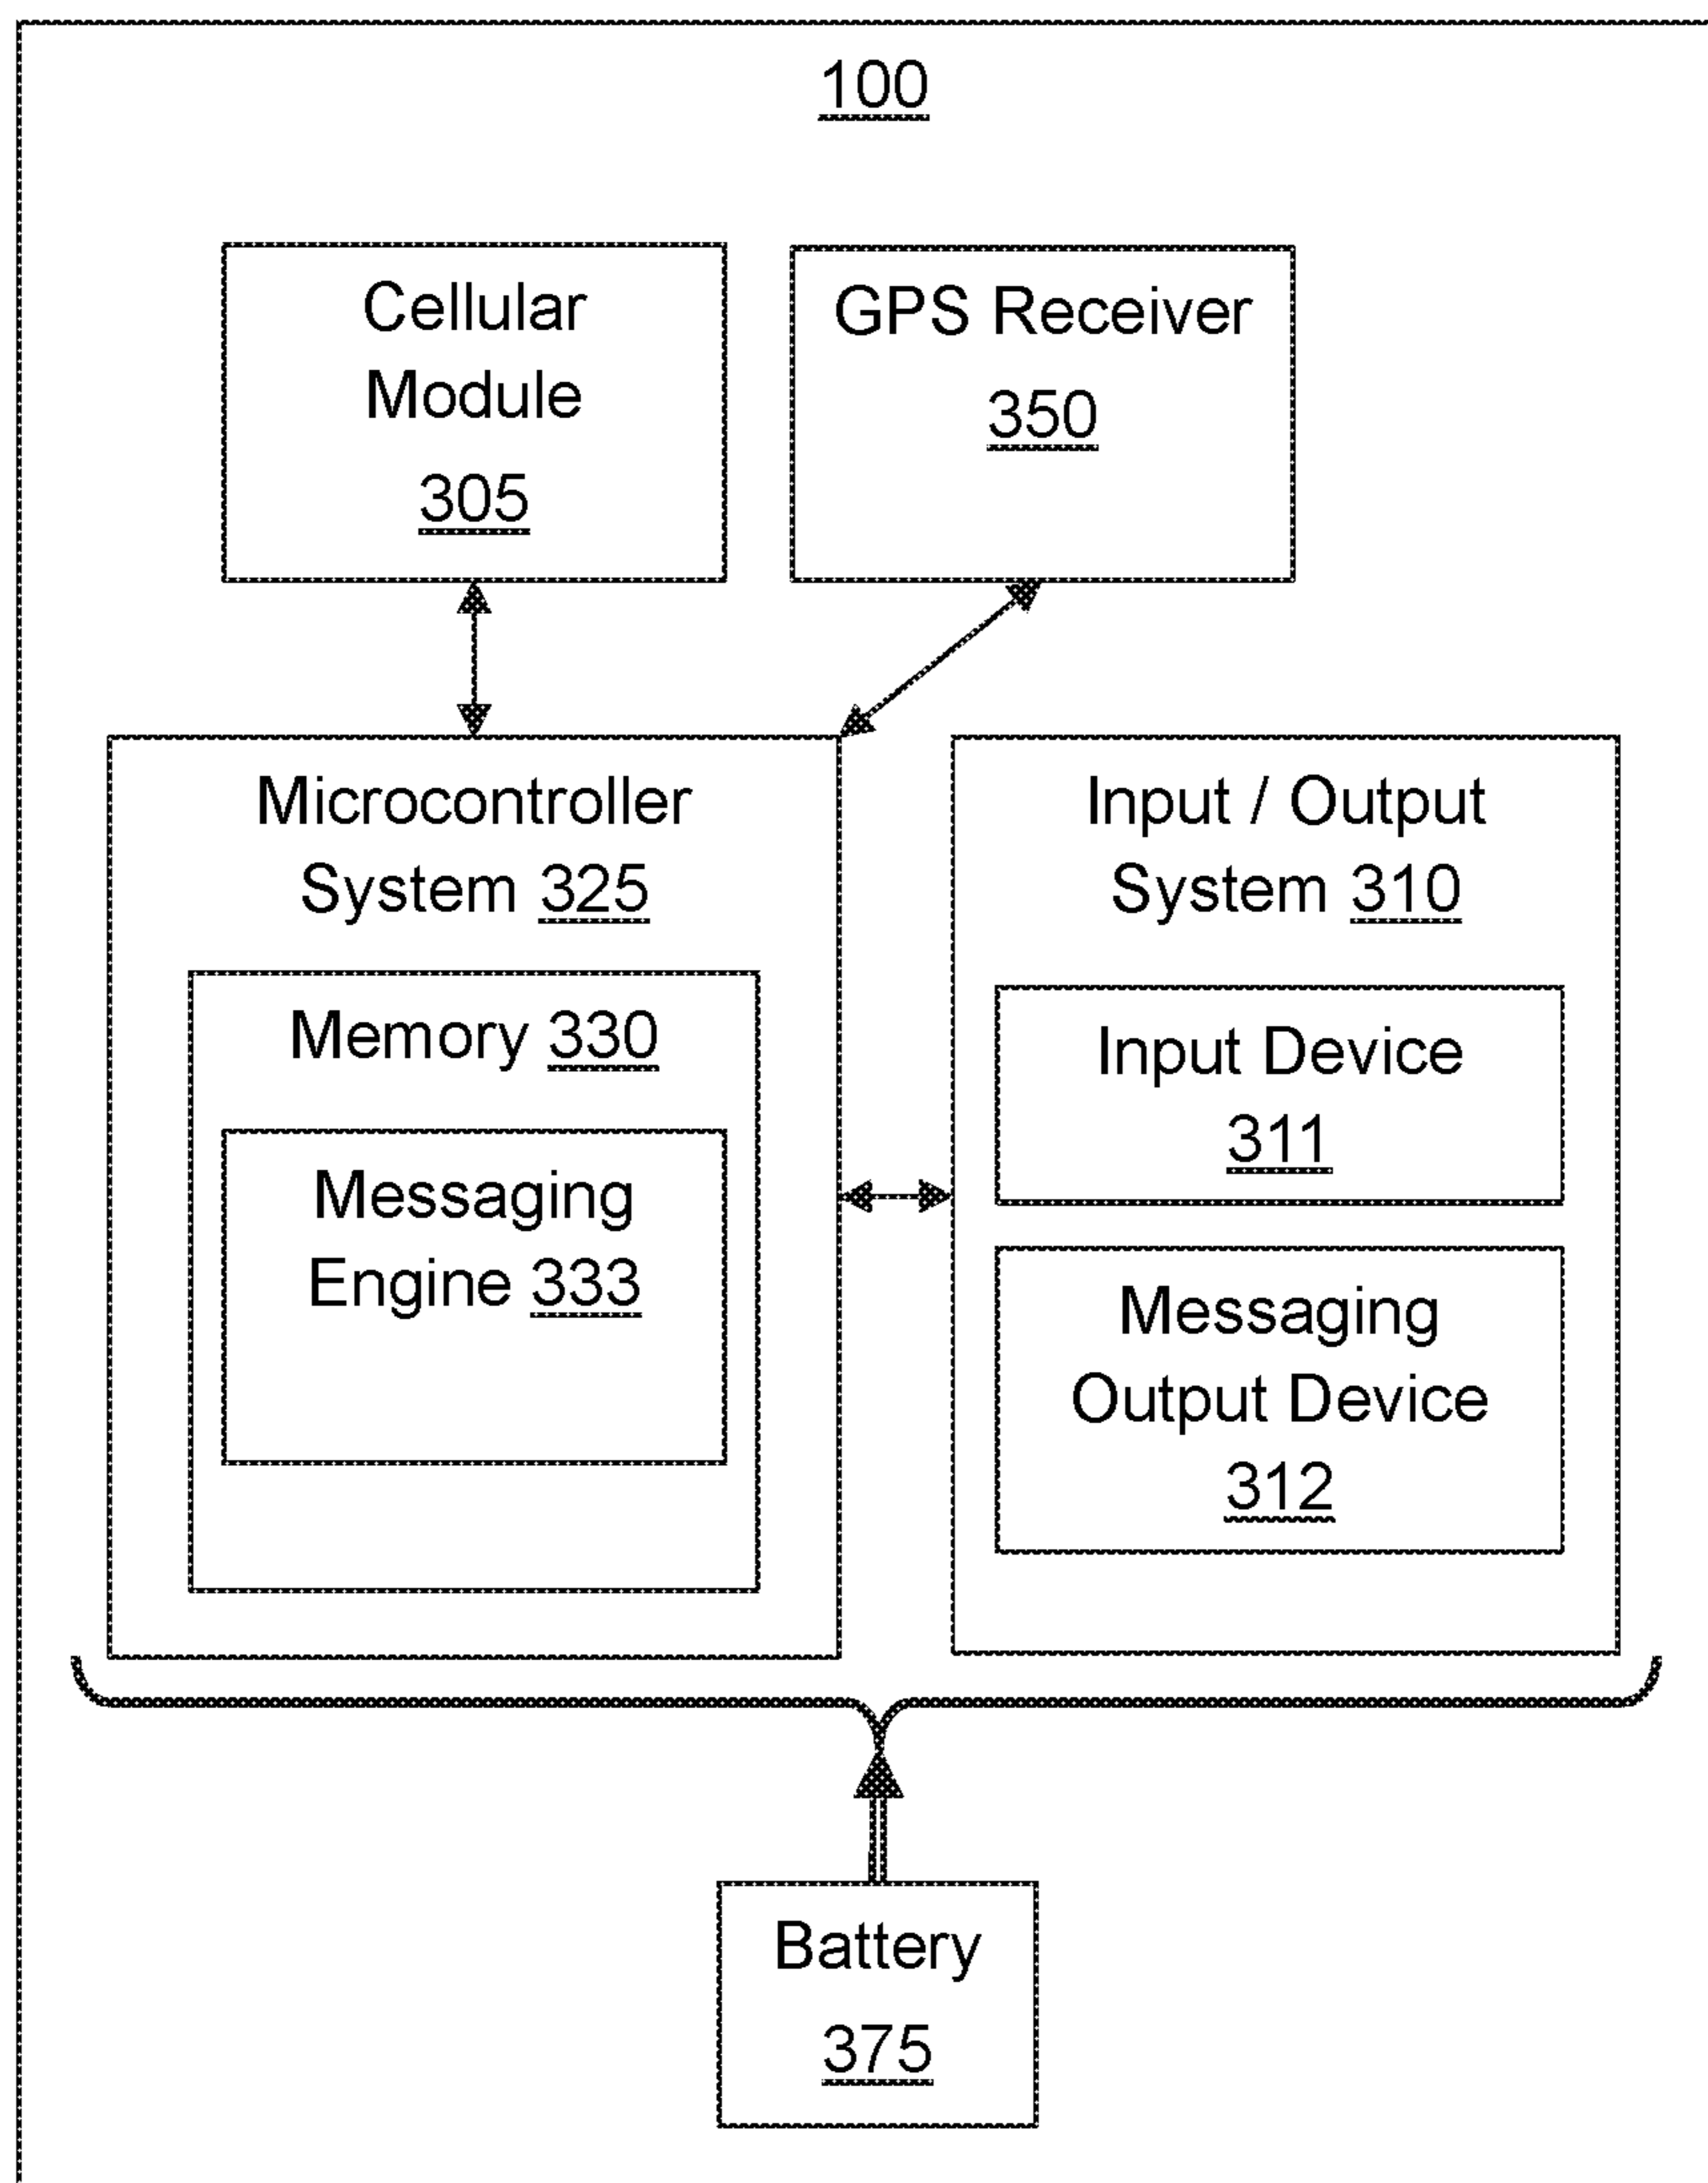 100
Cellular
Module
305
GPS Receiver
350
Microcontroller
System 325
Memory 330
Messaging
Engine 333
Input / Output
System 310
Input Device
311
Messaging
Output Device
312
Battery
375